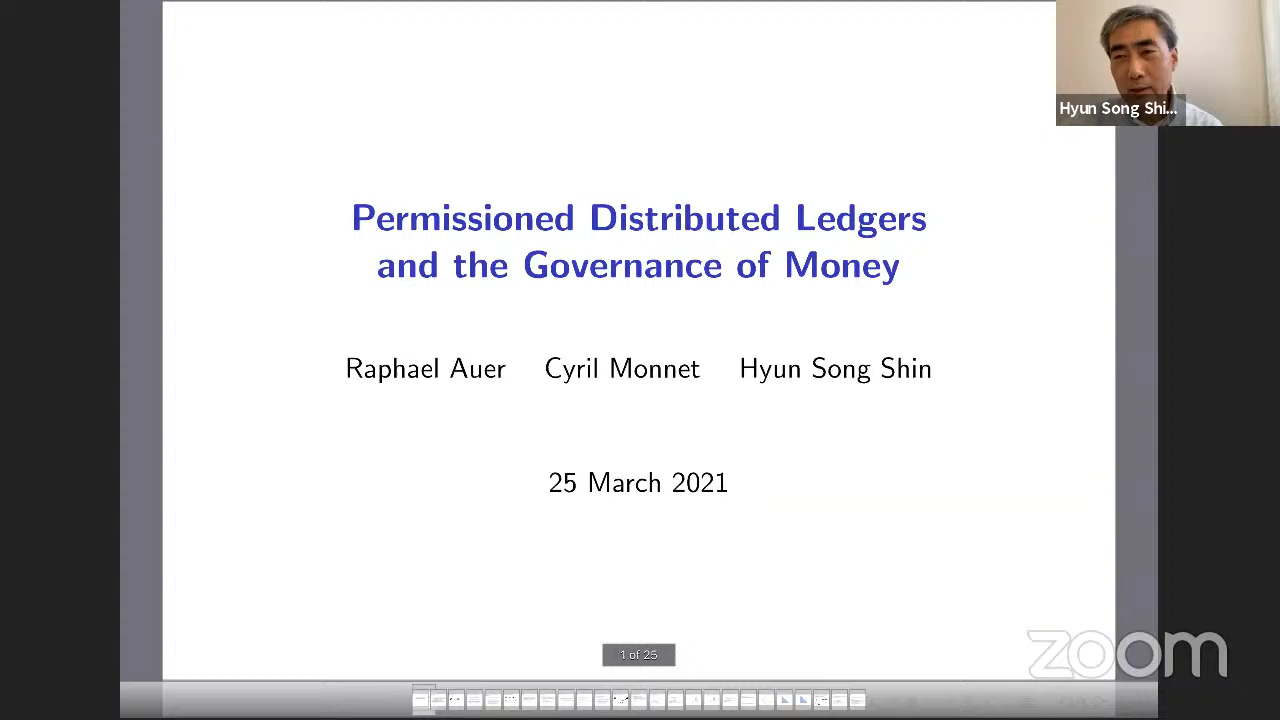 Hyun Song Shi...
Permissioned Distributed Ledgers
and the Governance of Money
Raphael Auer Cyril Monnet Hyun Song Shin
25 March 2021
1 of 25
zoom